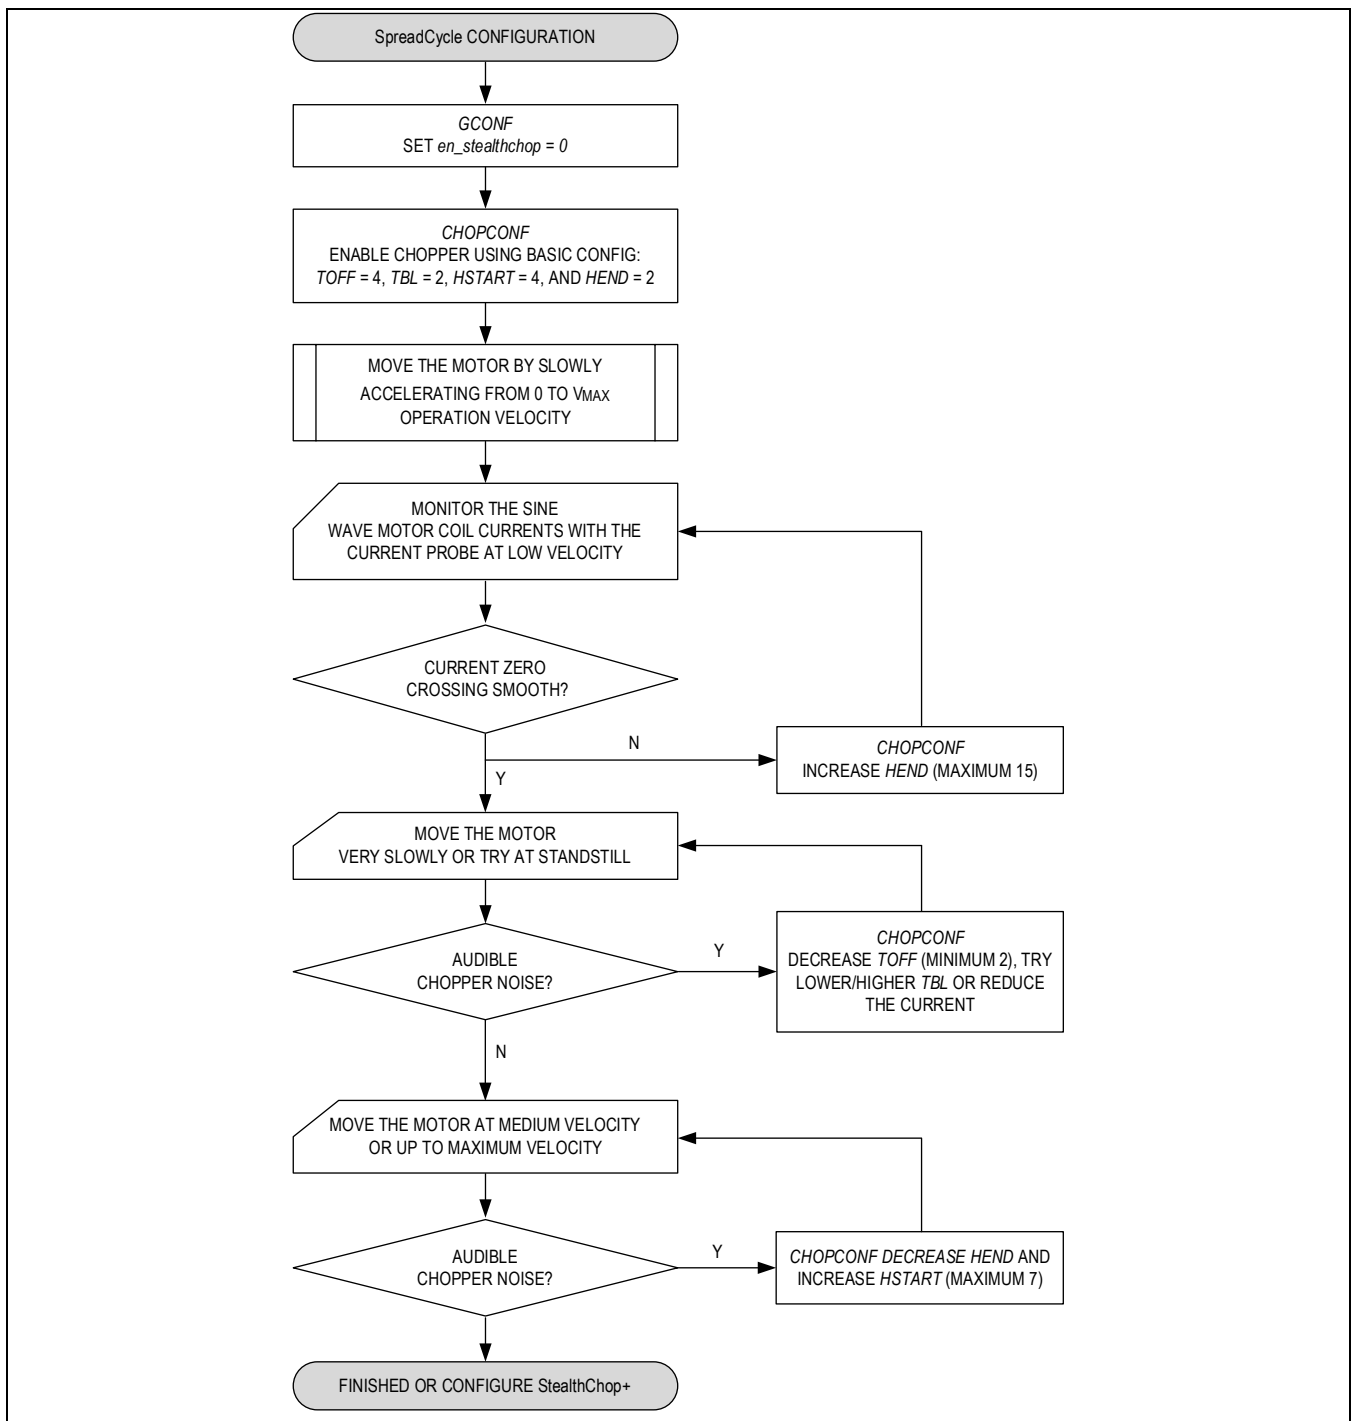 SpreadCycle CONFIGURATION
GCONF
SET en_stealthchop = 0
CHOPCONF
ENABLE CHOPPER USING BASIC CONFIG:
TOFF = 4, TBL = 2, HSTART = 4, AND HEND = 2
MOVE THE MOTOR BY SLOWLY
ACCELERATING FROM 0 TO VMAX
OPERATION VELOCITY
MONITOR THE SINE
WAVE MOTOR COIL CURRENTS WITH THE
CURRENT PROBE AT LOW VELOCITY
CURRENT ZERO
CROSSING SMOOTH?
N
CHOPCONF
INCREASE HEND (MAXIMUM 15)
Y
MOVE THE MOTOR
VERY SLOWLY OR TRY AT STANDSTILL
AUDIBLE
CHOPPER NOISE?
Y
CHOPCONF
DECREASE TOFF (MINIMUM 2), TRY
LOWER/HIGHER TBL OR REDUCE
THE CURRENT
N
MOVE THE MOTOR AT MEDIUM VELOCITY
OR UP TO MAXIMUM VELOCITY
AUDIBLE
CHOPPER NOISE?
Y
CHOPCONF DECREASE HEND AND
INCREASE HSTART (MAXIMUM 7)
FINISHED OR CONFIGURE StealthChop+